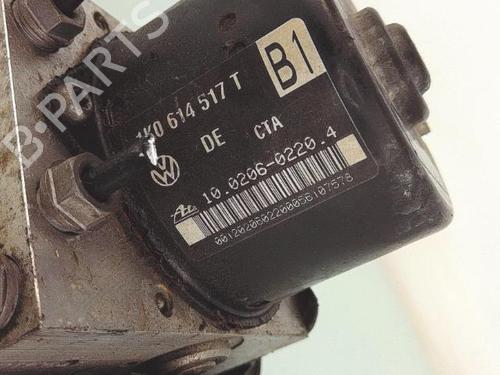 B-PARTS
1K0 614 517 T
B1
DE CTA
10.0206-0220.4
00120206022000056107578